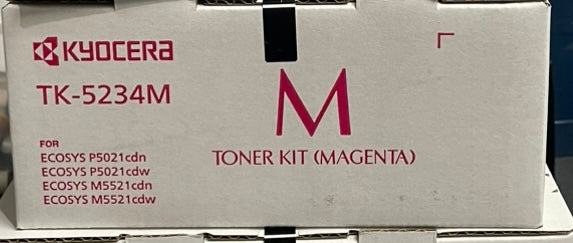 KYOCERA
TK-5234M
M
TONER KIT (MAGENTA)
FOR
ECOSYS P5021cdn
ECOSYS P5021cdw
ECOSYS M5521cdn
ECOSYS M5521cdw